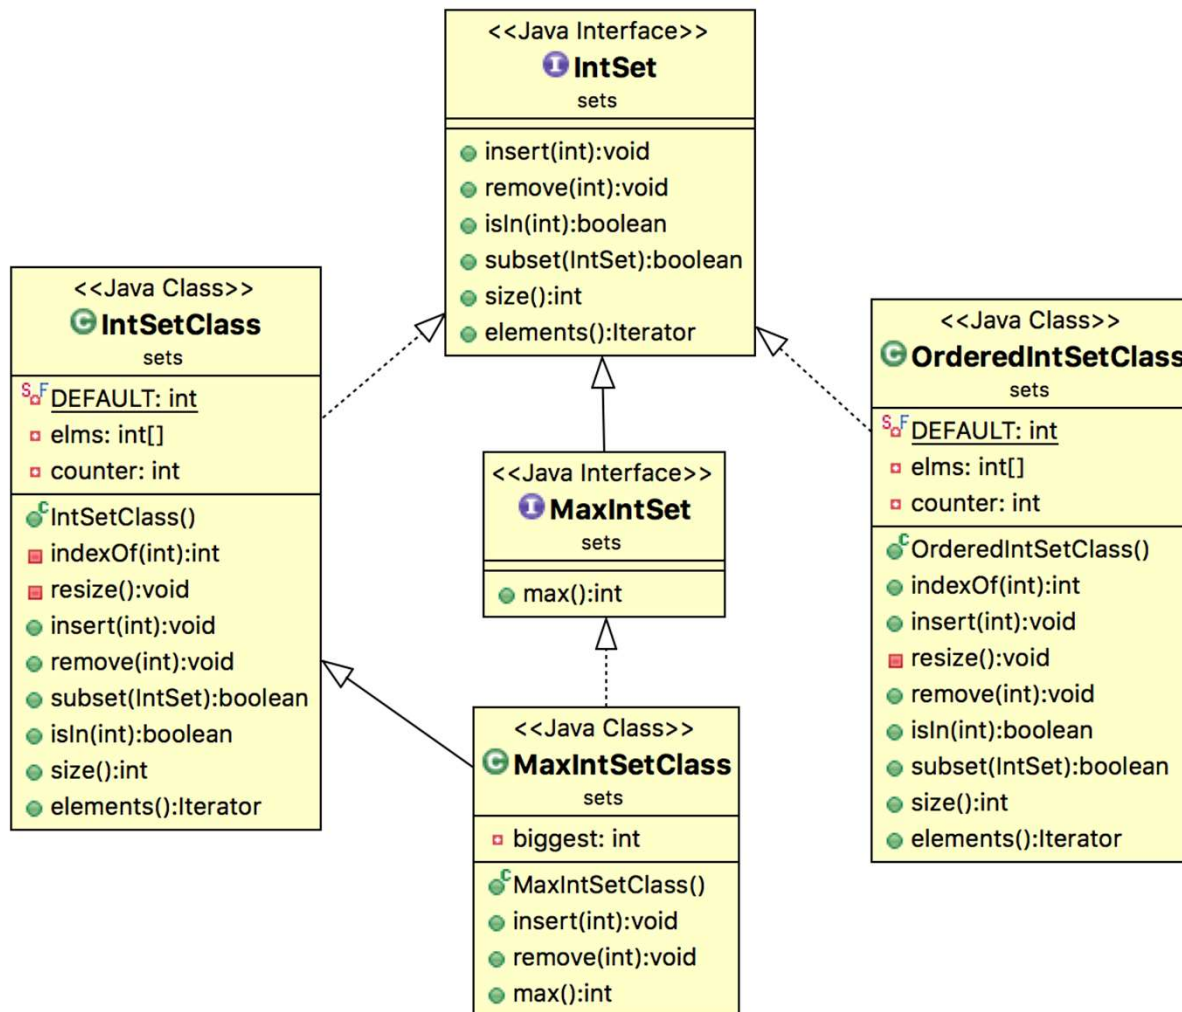 <<Java Interface>>
I IntSet
sets
insert(int):void
remove(int):void
isIn(int):boolean
subset(IntSet):boolean
size():int
elements():Iterator
<<Java Class>>
C IntSetClass
sets
S F DEFAULT: int
elms: int[]
counter: int
C IntSetClass()
indexOf(int):int
resize():void
insert(int):void
remove(int):void
subset(IntSet):boolean
isIn(int):boolean
size():int
elements():Iterator
<<Java Interface>>
I MaxIntSet
sets
max():int
<<Java Class>>
C MaxIntSetClass
sets
biggest: int
C MaxIntSetClass()
insert(int):void
remove(int):void
max():int
<<Java Class>>
C OrderedIntSetClass
sets
S F DEFAULT: int
elms: int[]
counter: int
C OrderedIntSetClass()
indexOf(int):int
insert(int):void
resize():void
remove(int):void
isIn(int):boolean
subset(IntSet):boolean
size():int
elements():Iterator